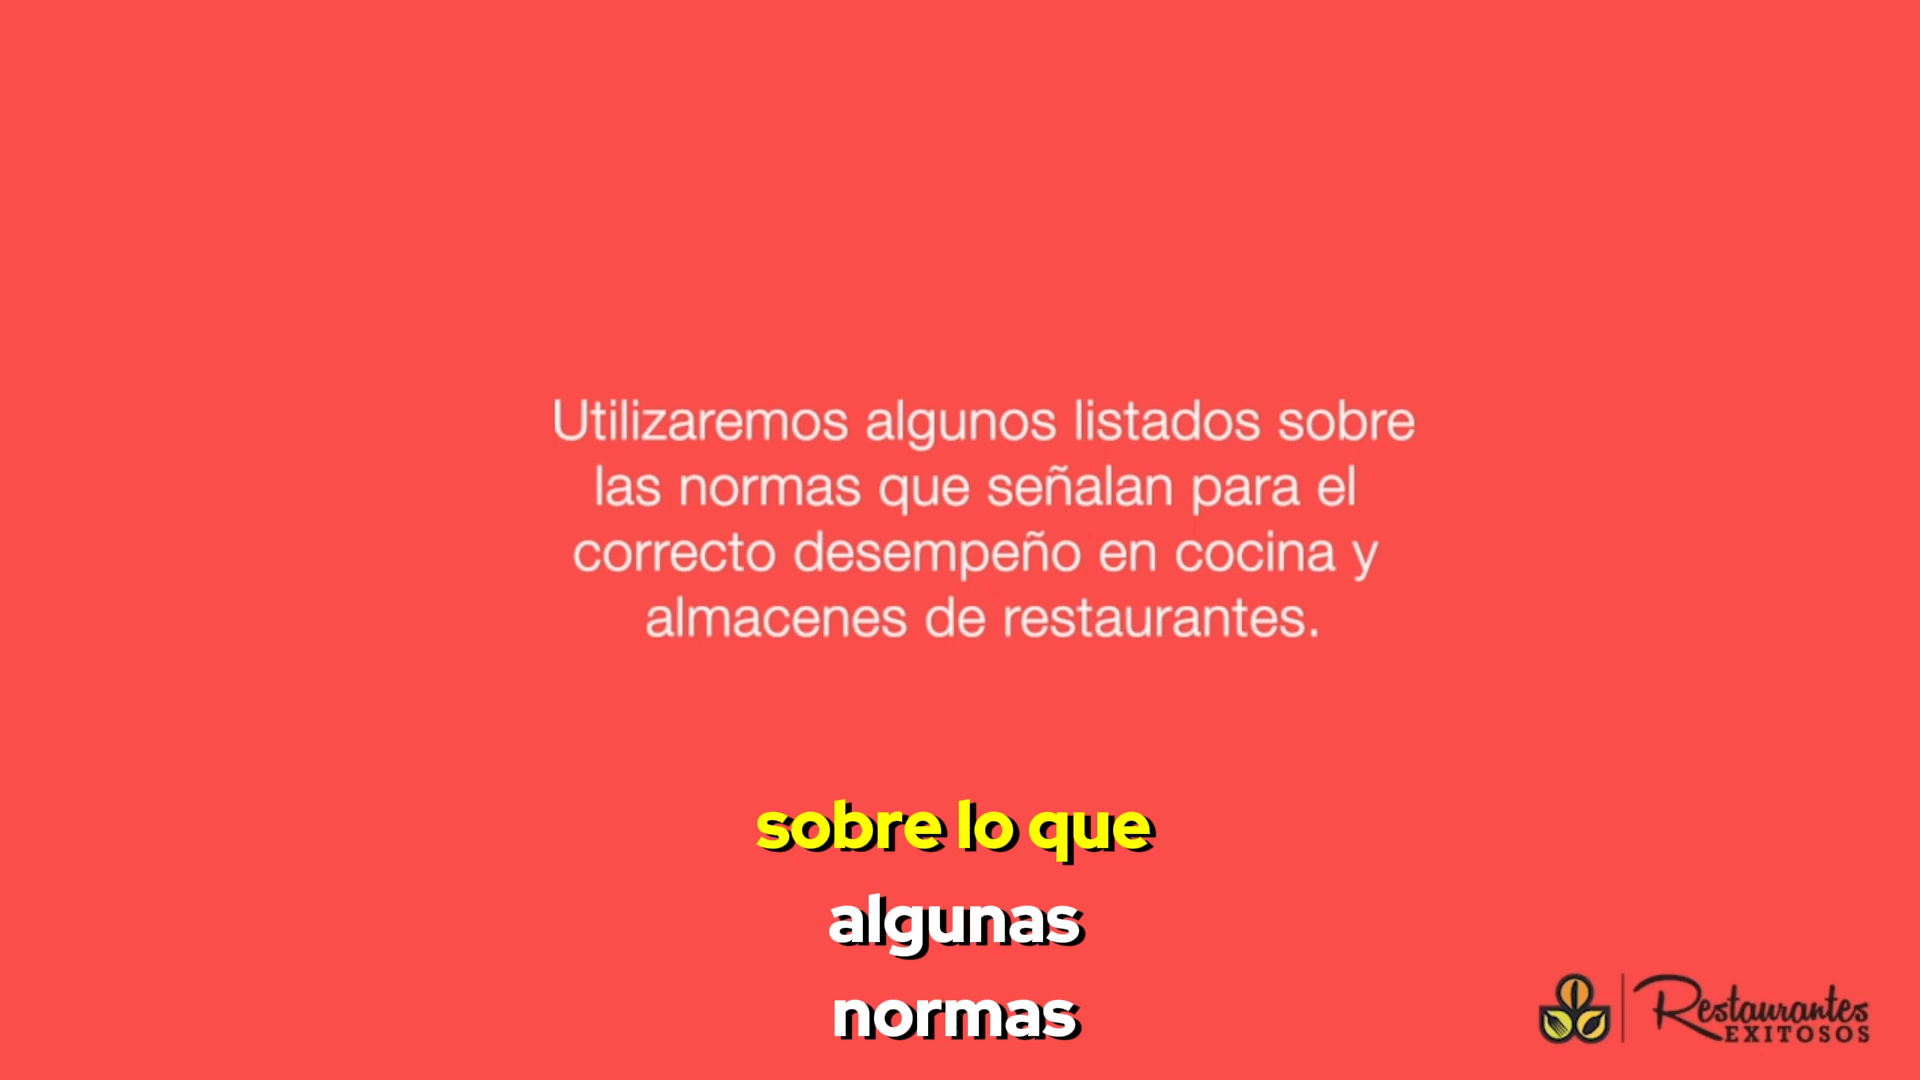 Utilizaremos algunos listados sobre
las normas que señalan para el
correcto desempeño en cocina y
almacenes de restaurantes.
sobre lo que
algunas
normas
Restaurantes
EXITOSOS